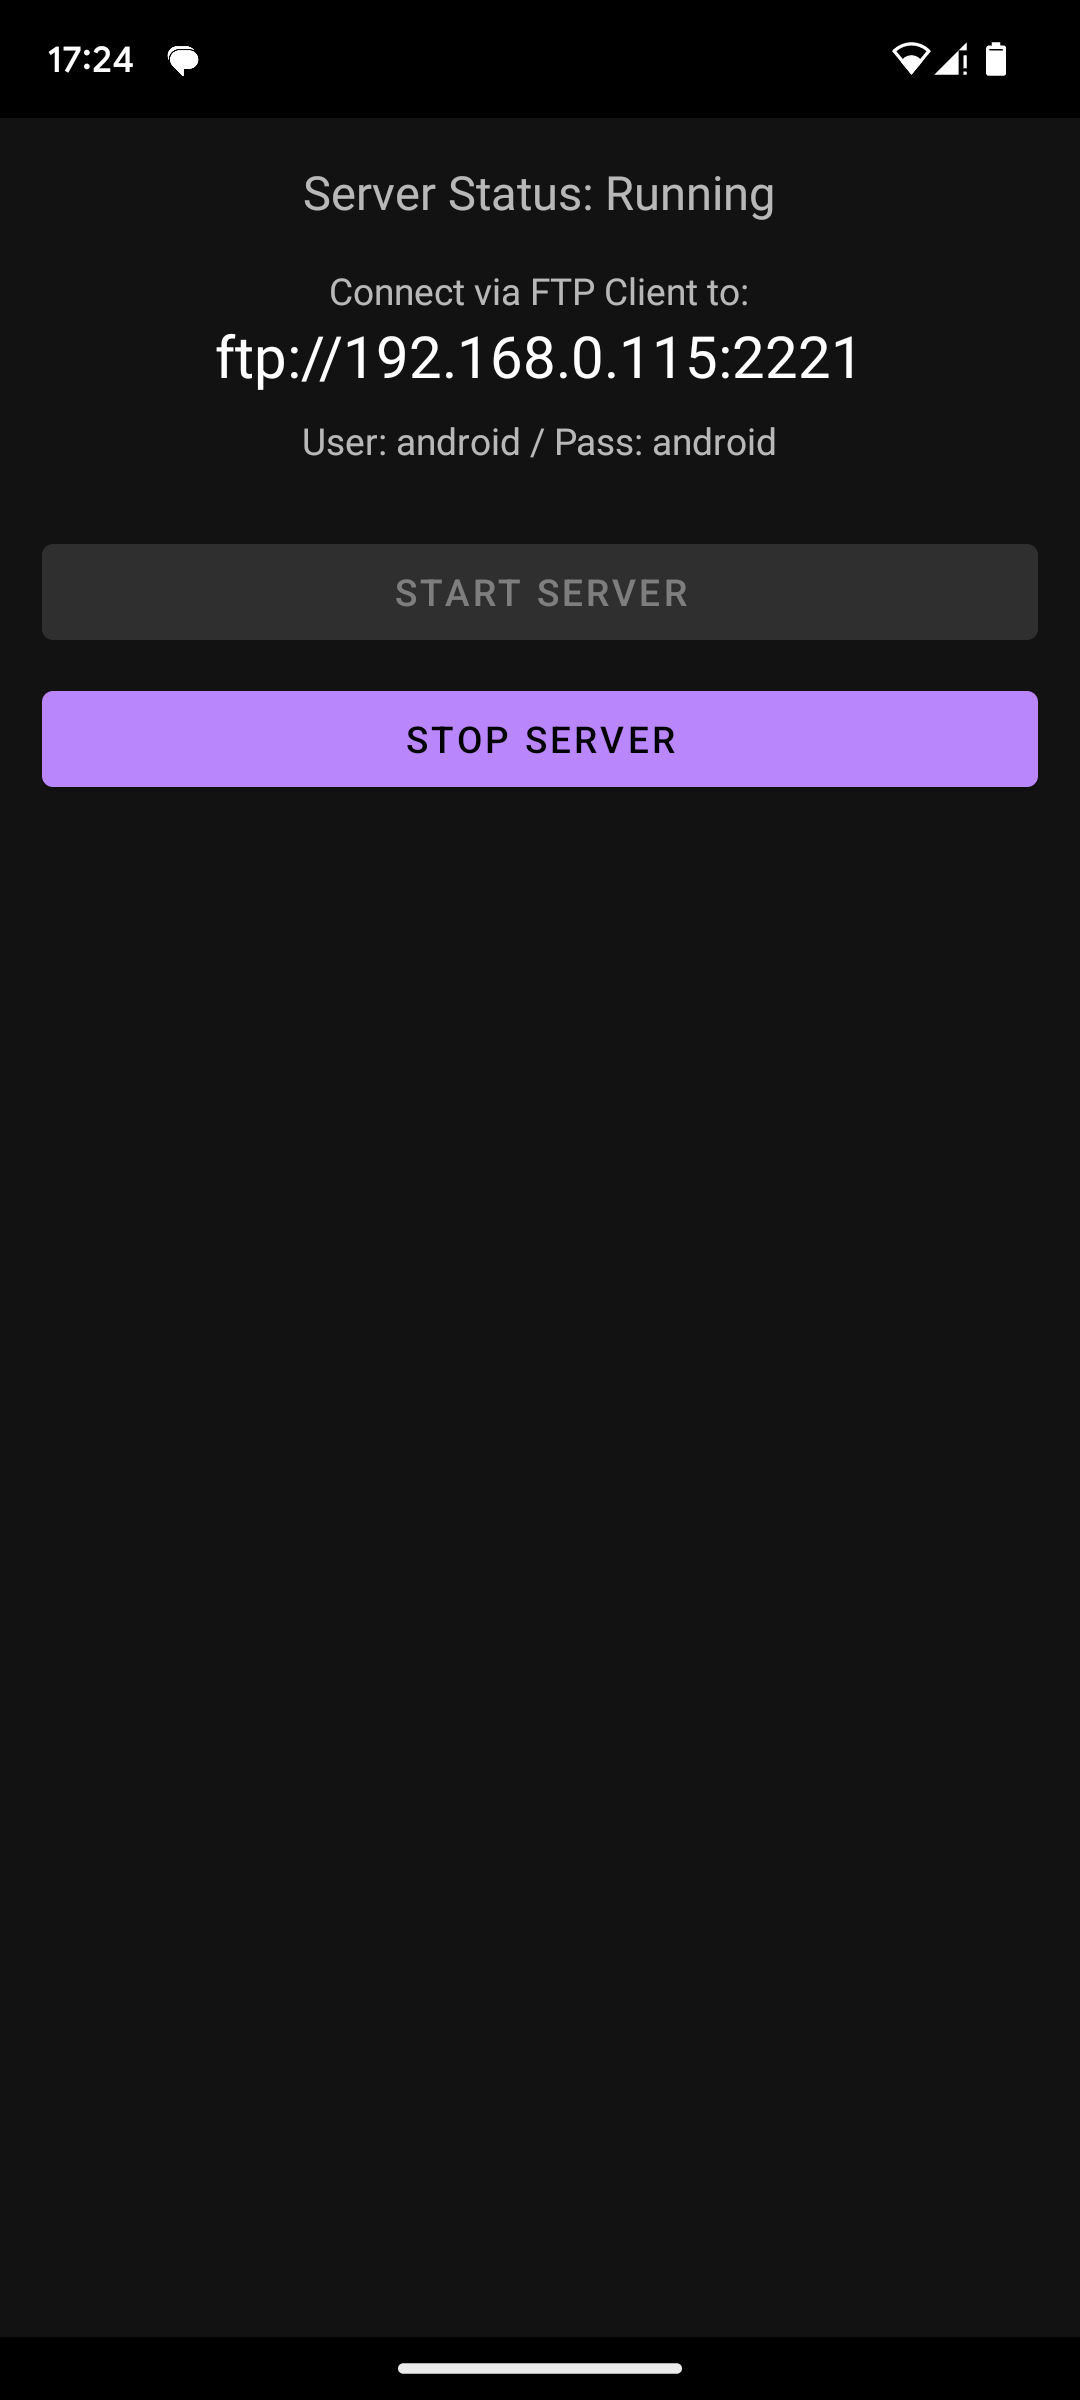 17:24
Server Status: Running
Connect via FTP Client to:
ftp://192.168.0.115:2221
User: android / Pass: android
START SERVER
STOP SERVER